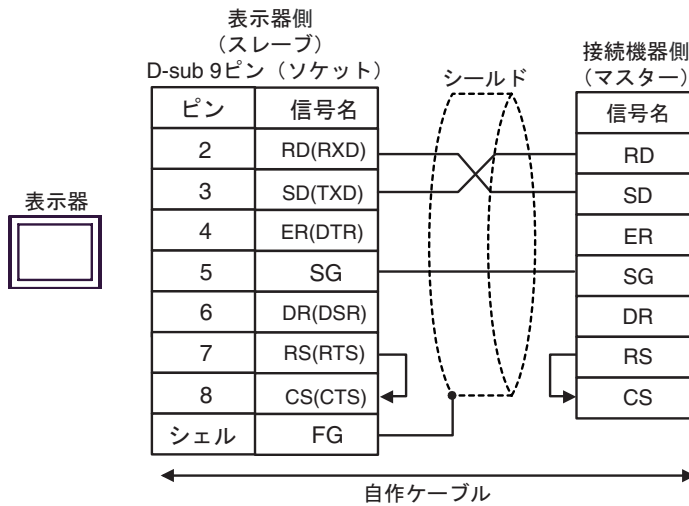 表示器側
（スレーブ）
D-sub 9ピン（ソケット）
シールド
接続機器側
（マスター）
表示器
ピン 信号名
2 RD(RXD)
3 SD(TXD)
4 ER(DTR)
5 SG
6 DR(DSR)
7 RS(RTS)
8 CS(CTS)
シェル FG
信号名
RD
SD
ER
SG
DR
RS
CS
自作ケーブル